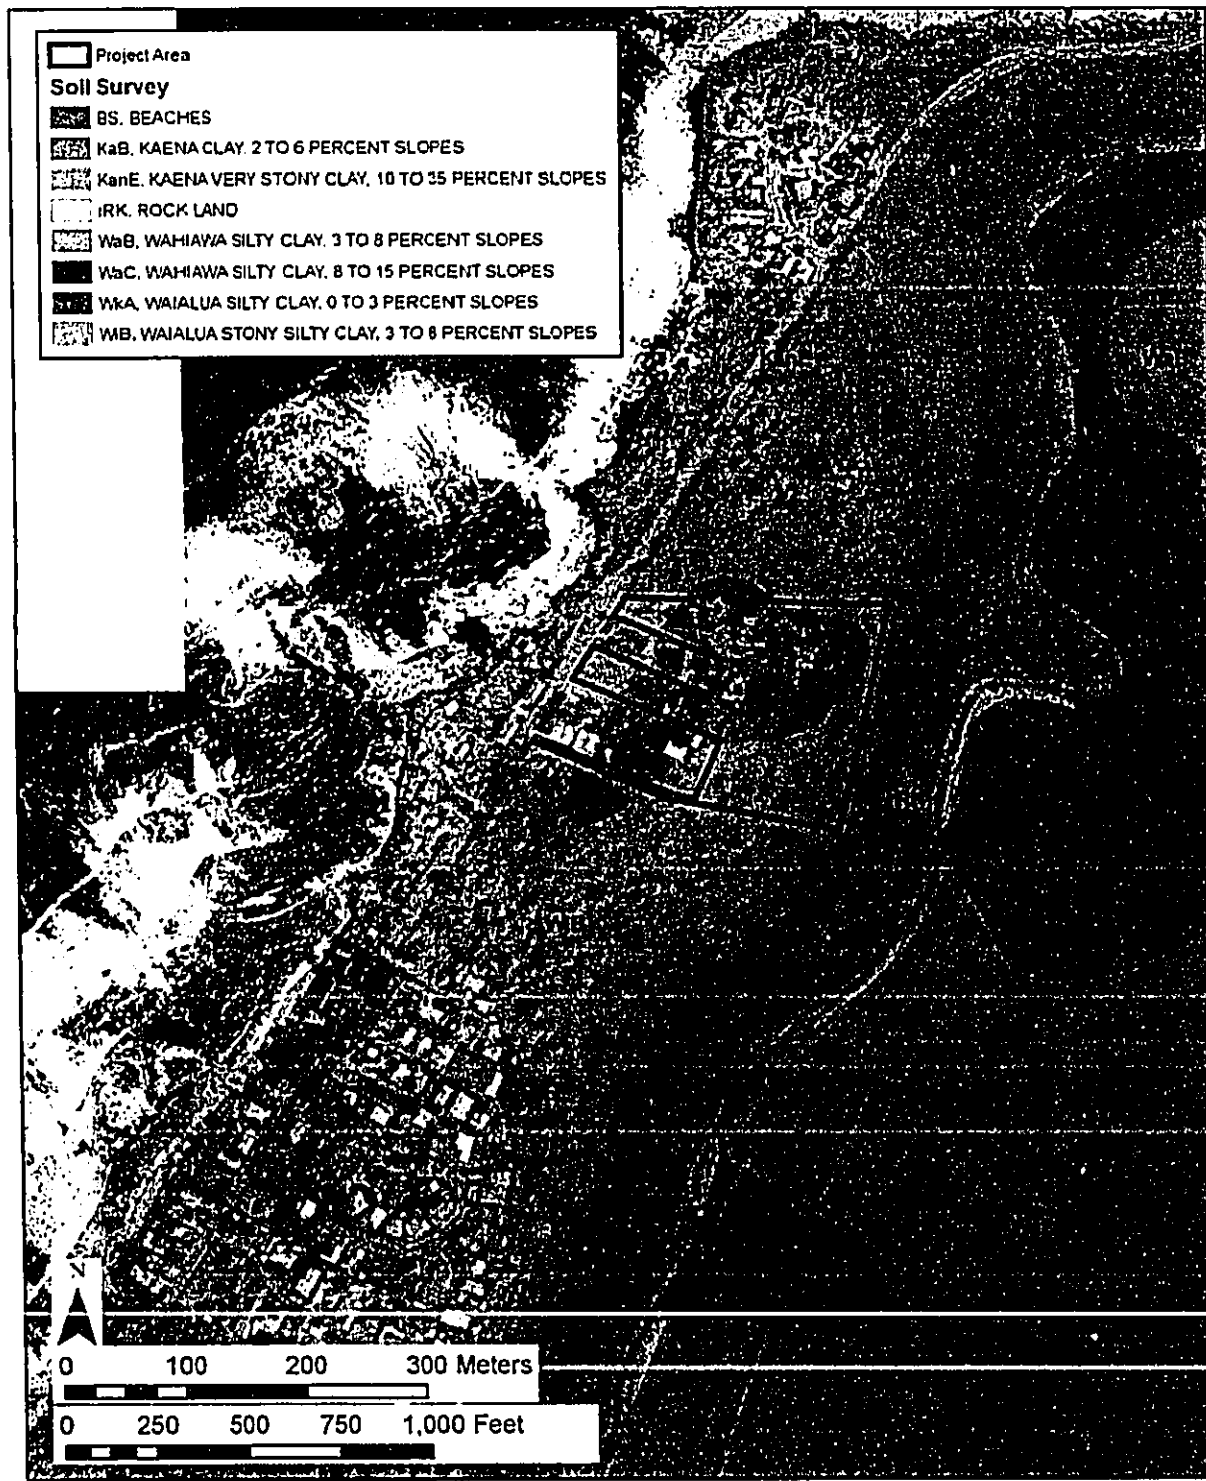 Project Area
Soil Survey
BS, BEACHES
KaB, KAENA CLAY, 2 TO 6 PERCENT SLOPES
KanE, KAENA VERY STONY CLAY, 10 TO 35 PERCENT SLOPES
rRK, ROCK LAND
WaB, WAHIAWA SILTY CLAY, 3 TO 8 PERCENT SLOPES
WaC, WAHIAWA SILTY CLAY, 8 TO 15 PERCENT SLOPES
WkA, WAIALUA SILTY CLAY, 0 TO 3 PERCENT SLOPES
WlB, WAIALUA STONY SILTY CLAY, 3 TO 8 PERCENT SLOPES
N
0 100 200 300 Meters
0 250 500 750 1,000 Feet